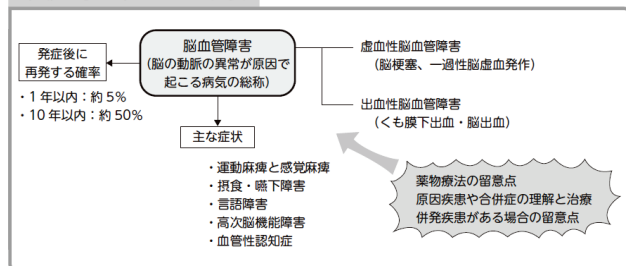 脳血管障害
(脳の動脈の異常が原因で
起こる病気の総称)
発症後に
再発する確率
・1年以内：約5%
・10年以内：約50%
虚血性脳血管障害
(脳梗塞、一過性脳虚血発作)
出血性脳血管障害
(くも膜下出血・脳出血)
主な症状
・運動麻痺と感覚麻痺
・摂食・嚥下障害
・言語障害
・高次脳機能障害
・血管性認知症
薬物療法の留意点
原因疾患や合併症の理解と治療
併発疾患がある場合の留意点